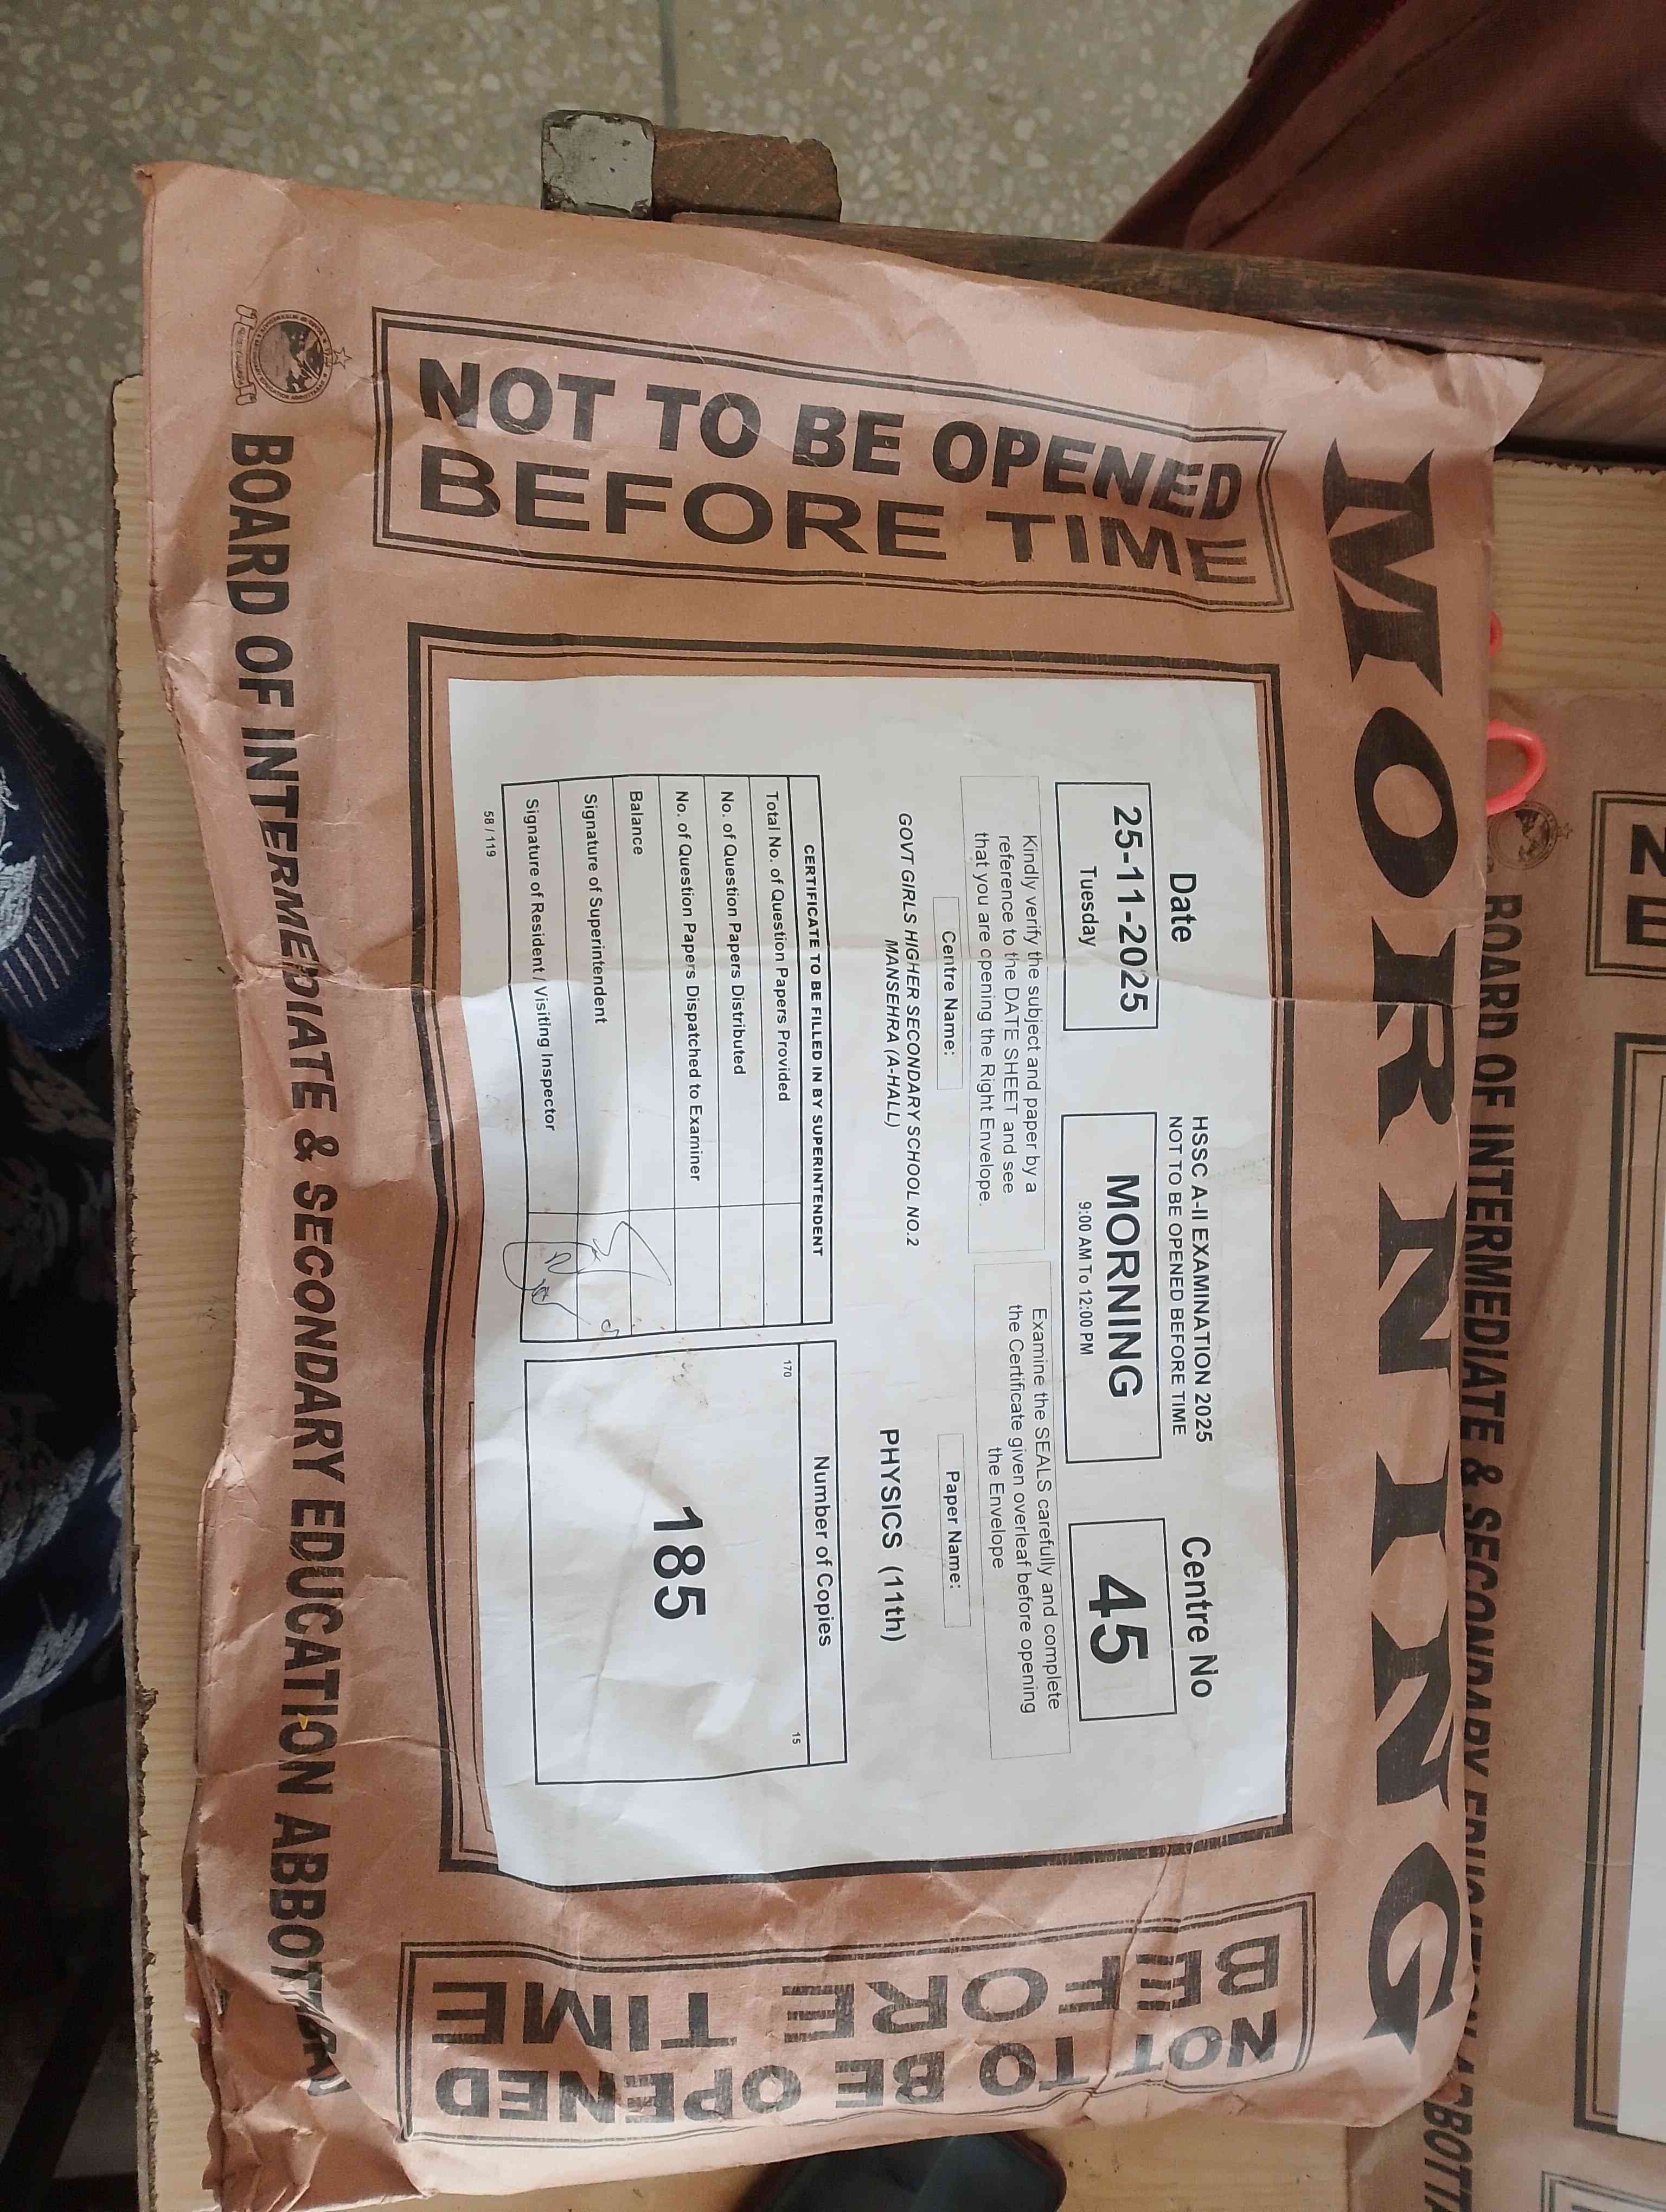 MORNING
NOT TO BE OPENED
BEFORE TIME
Date
25-11-2025
Tuesday
HSSC A-II EXAMINATION 2025
NOT TO BE OPENED BEFORE TIME
MORNING
9:00 AM To 12:00 PM
Centre No
45
Kindly verify the subject and paper by a
reference to the DATE SHEET and see
that you are opening the Right Envelope.
Examine the SEALS carefully and complete
the Certificate given overleaf before opening
the Envelope
Centre Name:
GOVT GIRLS HIGHER SECONDARY SCHOOL NO.2
MANSEHRA (A-HALL)
Paper Name:
PHYSICS (11th)
CERTIFICATE TO BE FILLED IN BY SUPERINTENDENT
Total No. of Question Papers Provided
No. of Question Papers Distributed
No. of Question Papers Dispatched to Examiner
Balance
Signature of Superintendent
Signature of Resident / Visiting Inspector
58 / 119
Number of Copies
170
15
185
NOT TO BE OPENED
BEFORE TIME
BOARD OF INTERMEDIATE & SECONDARY EDUCATION ABBOTTABAD
BOARD OF INTERMEDIATE & SECONDARY EDUCATION